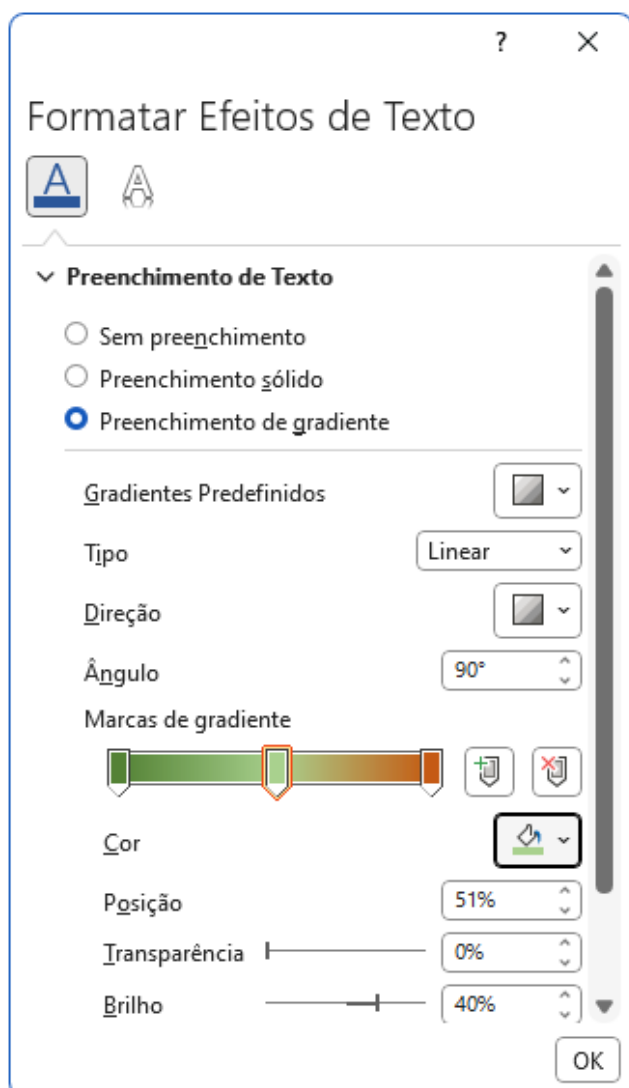 ?
Formatar Efeitos de Texto
A A
Preenchimento de Texto
Sem preenchimento
Preenchimento sólido
Preenchimento de gradiente
Gradientes Predefinidos
Tipo Linear
Direção
Ângulo 90°
Marcas de gradiente
Cor
Posição 51%
Transparência 0%
Brilho 40%
OK